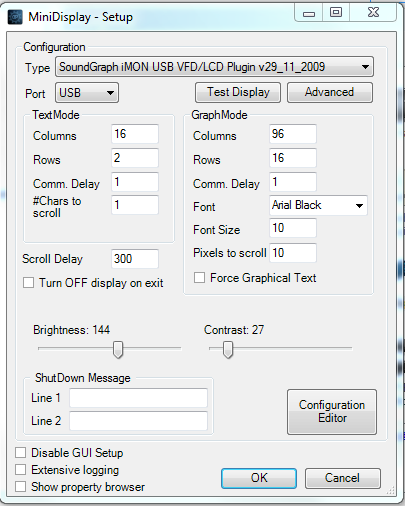 MiniDisplay - Setup
Configuration
Type SoundGraph iMON USB VFD/LCD Plugin v29_11_2009
Port USB Test Display Advanced
TextMode
Columns 16
Rows 2
Comm. Delay 1
#Chars to scroll 1
GraphMode
Columns 96
Rows 16
Comm. Delay 1
Font Arial Black
Font Size 10
Pixels to scroll 10
Force Graphical Text
Scroll Delay 300
Turn OFF display on exit
Brightness: 144 Contrast: 27
ShutDown Message
Line 1
Line 2
Configuration Editor
Disable GUI Setup
Extensive logging
Show property browser
OK Cancel